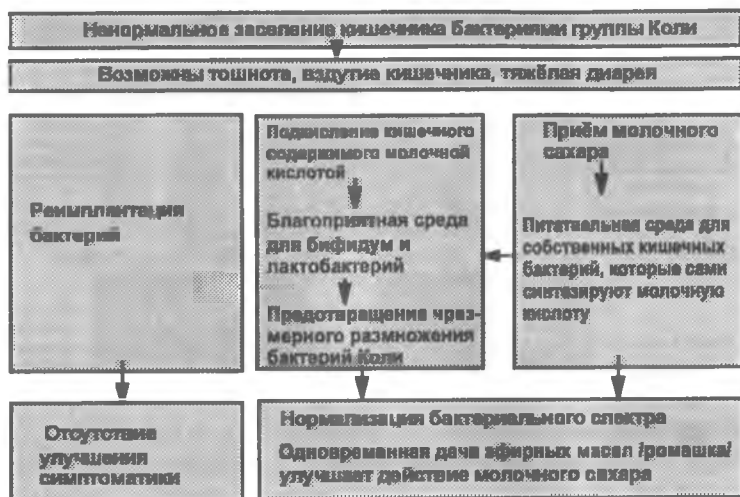 Ненормальное заселение кишечника бактериями группы Коли
Возможны тошнота, вздутие кишечника, тяжёлая диарея
Реимплантация
бактерий
Подкисление кишечного
содержимого молочной
кислотой
Благоприятная среда
для бифидум и
лактобактерий
Предотвращение чрез-
мерного размножения
бактерий Коли
Приём молочного
сахара
Питательная среда для
собственных кишечных
бактерий, которые сами
синтезируют молочную
кислоту
Отсутствие
улучшения
симптоматики
Нормализация бактериального спектра
Одновременная дача эфирных масел /ромашка/
улучшает действие молочного сахара